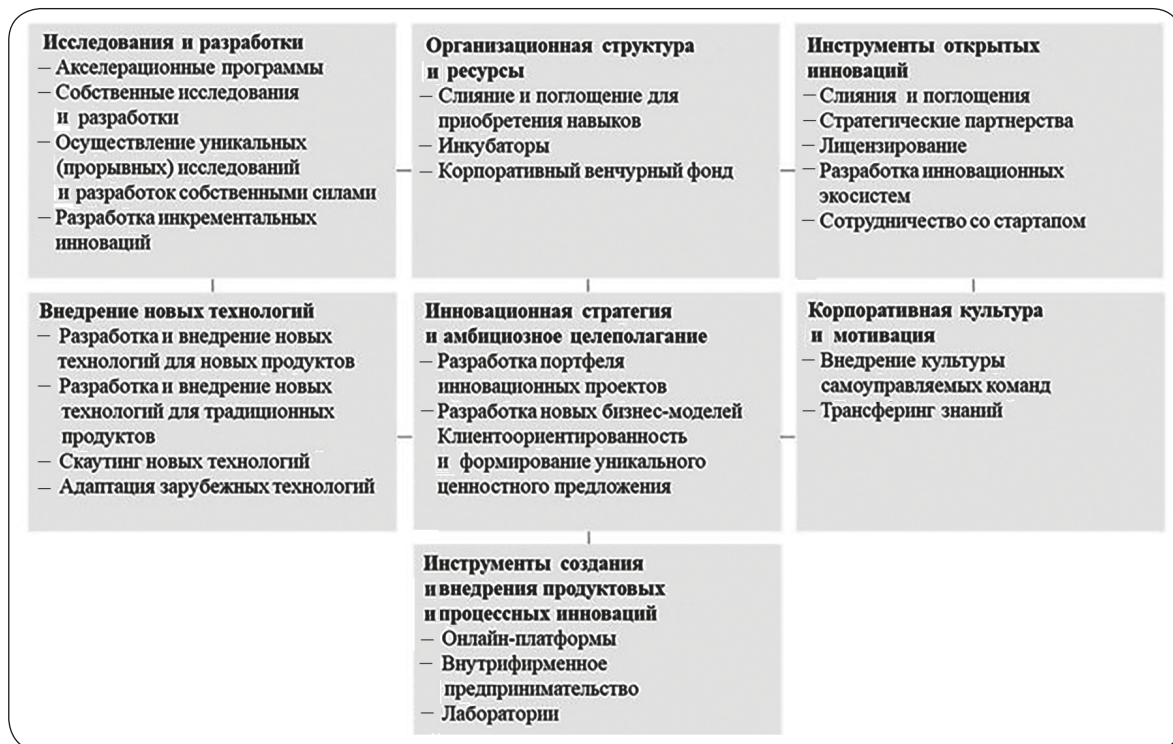 Исследования и разработки
– Акселерационные программы
– Собственные исследования
и разработки
– Осуществление уникальных
(прорывных) исследований
и разработок собственными силами
– Разработка инкрементальных
инноваций
Организационная структура
и ресурсы
– Слияние и поглощение для
приобретения навыков
– Инкубаторы
– Корпоративный венчурный фонд
Инструменты открытых
инноваций
– Слияния и поглощения
– Стратегические партнерства
– Лицензирование
– Разработка инновационных
экосистем
– Сотрудничество со стартапом
Внедрение новых технологий
– Разработка и внедрение новых
технологий для новых продуктов
– Разработка и внедрение новых
технологий для традиционных
продуктов
– Скаутинг новых технологий
– Адаптация зарубежных технологий
Инновационная стратегия
и амбициозное целеполагание
– Разработка портфеля
инновационных проектов
– Разработка новых бизнес-моделей
Клиентоориентированность
и формирование уникального
ценностного предложения
Корпоративная культура
и мотивация
– Внедрение культуры
самоуправляемых команд
– Трансферинг знаний
Инструменты создания
и внедрения продуктовых
и процессных инноваций
– Онлайн-платформы
– Внутрифирменное
предпринимательство
– Лаборатории